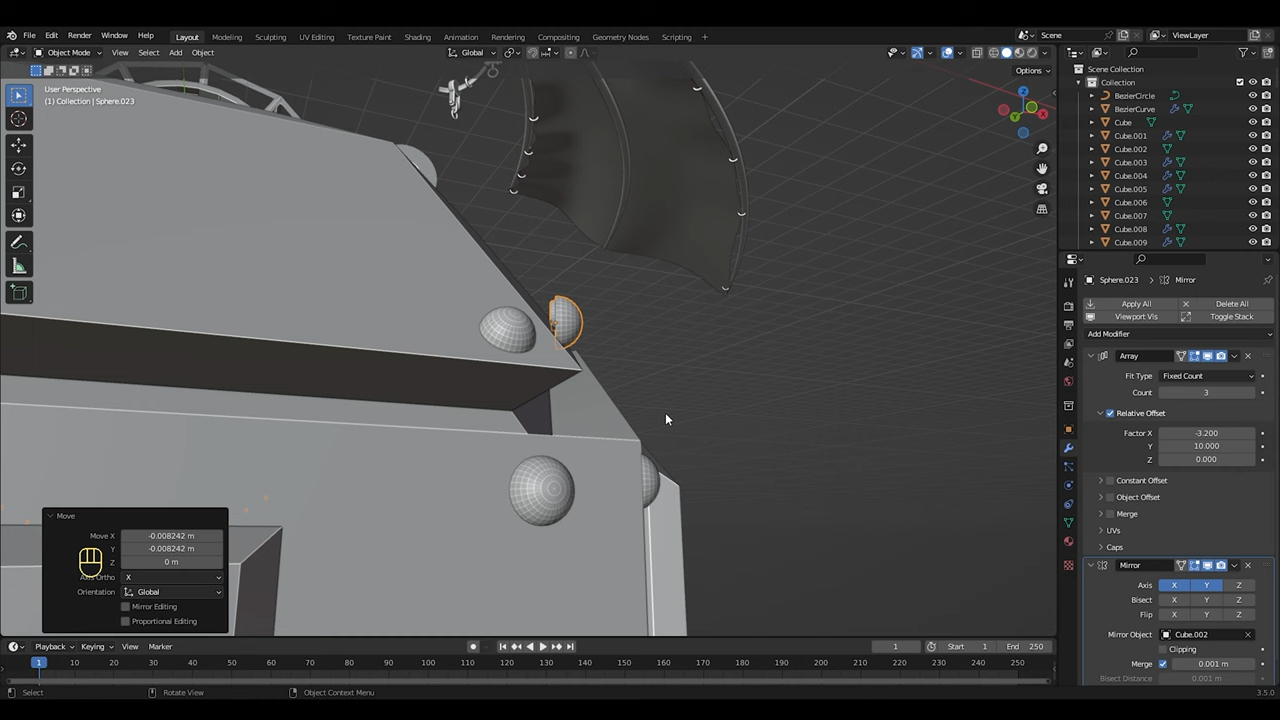 File Edit Render Window Help Layout Modeling Sculpting UV Editing Texture Paint Shading Animation Rendering Compositing Geometry Nodes Scripting + Scene ViewLayer
Object Mode View Select Add Object Global
Options
User Perspective
(1) Collection | Sphere.023
Z
Y
X
Scene Collection
Collection
BezierCircle
BezierCurve
Cube
Cube.001
Cube.002
Cube.003
Cube.004
Cube.005
Cube.006
Cube.007
Cube.008
Cube.009
Sphere.023 Mirror
Apply All Delete All
Viewport Vis Toggle Stack
Add Modifier
Array
Fit Type Fixed Count
Count 3
Relative Offset
Factor X -3.200
Y 10.000
Z 0.000
Constant Offset
Object Offset
Merge
UVs
Caps
Mirror
Axis X Y Z
Bisect X Y Z
Flip X Y Z
Mirror Object Cube.002
Clipping
Merge 0.001 m
Bisect Distance 0.001 m
Move
Move X -0.008242 m
Y -0.008242 m
Z 0 m
Axis Ortho X
Orientation Global
Mirror Editing
Proportional Editing
Playback Keying View Marker 1 Start 1 End 250
1 10 20 30 40 50 60 70 80 90 100 110 120 130 140 150 160 170 180 190 200 210 220 230 240 250
Select Rotate View Object Context Menu 3.5.0